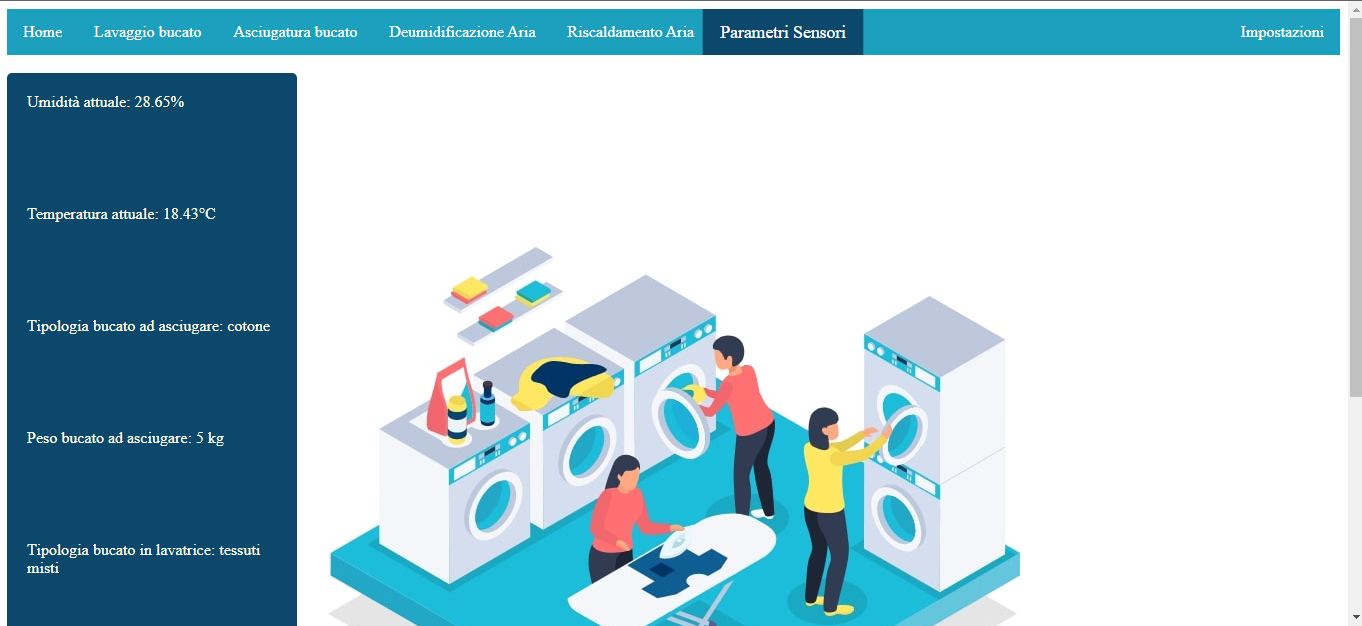 Home Lavaggio bucato Asciugatura bucato Deumidificazione Aria Riscaldamento Aria Parametri Sensori Impostazioni
Umidità attuale: 28.65%
Temperatura attuale: 18.43°C
Tipologia bucato ad asciugare: cotone
Peso bucato ad asciugare: 5 kg
Tipologia bucato in lavatrice: tessuti
misti